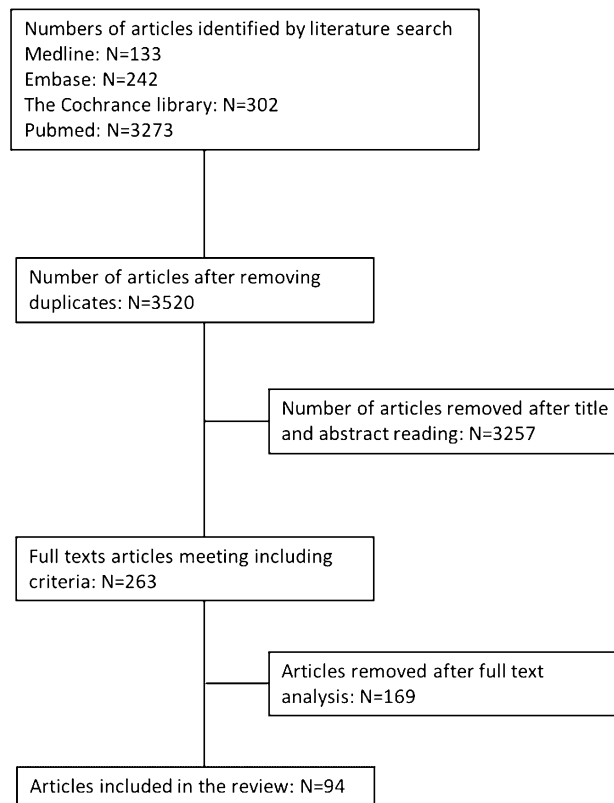 Numbers of articles identified by literature search
Medline: N=133
Embase: N=242
The Cochrance library: N=302
Pubmed: N=3273
Number of articles after removing
duplicates: N=3520
Number of articles removed after title
and abstract reading: N=3257
Full texts articles meeting including
criteria: N=263
Articles removed after full text
analysis: N=169
Articles included in the review: N=94